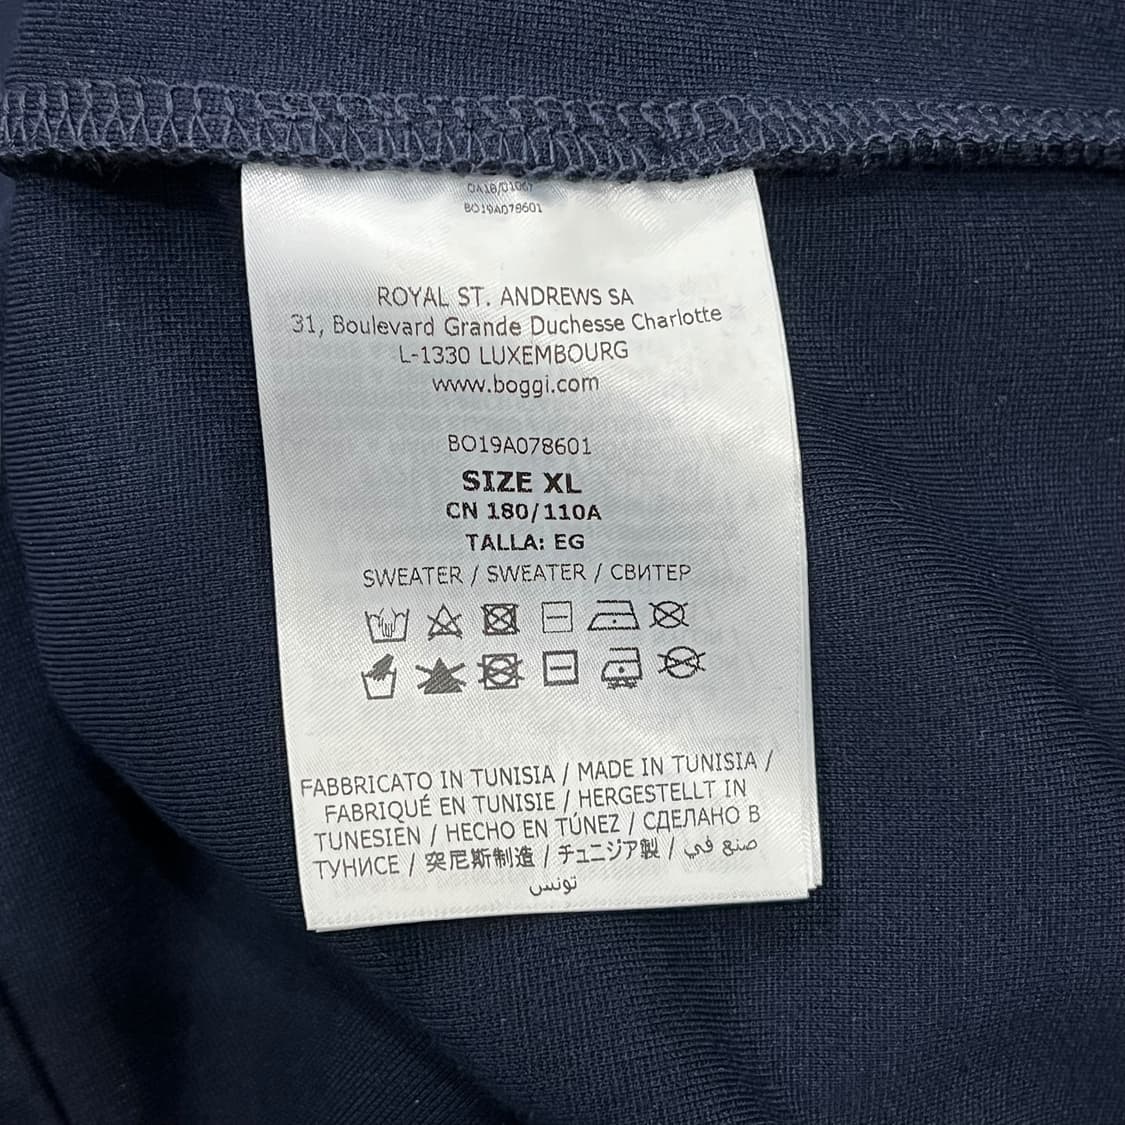 OA18/01067
BO19A078601
ROYAL ST. ANDREWS SA
31, Boulevard Grande Duchesse Charlotte
L-1330 LUXEMBOURG
www.boggi.com
BO19A078601
SIZE XL
CN 180/110A
TALLA: EG
SWEATER / SWEATER / СВИТЕР
FABBRICATO IN TUNISIA / MADE IN TUNISIA /
FABRIQUÉ EN TUNISIE / HERGESTELLT IN
TUNESIEN / HECHO EN TÚNEZ / СДЕЛАНО В
ТУНИСЕ / 突尼斯制造 / チュニジア製 / صنع في
تونس